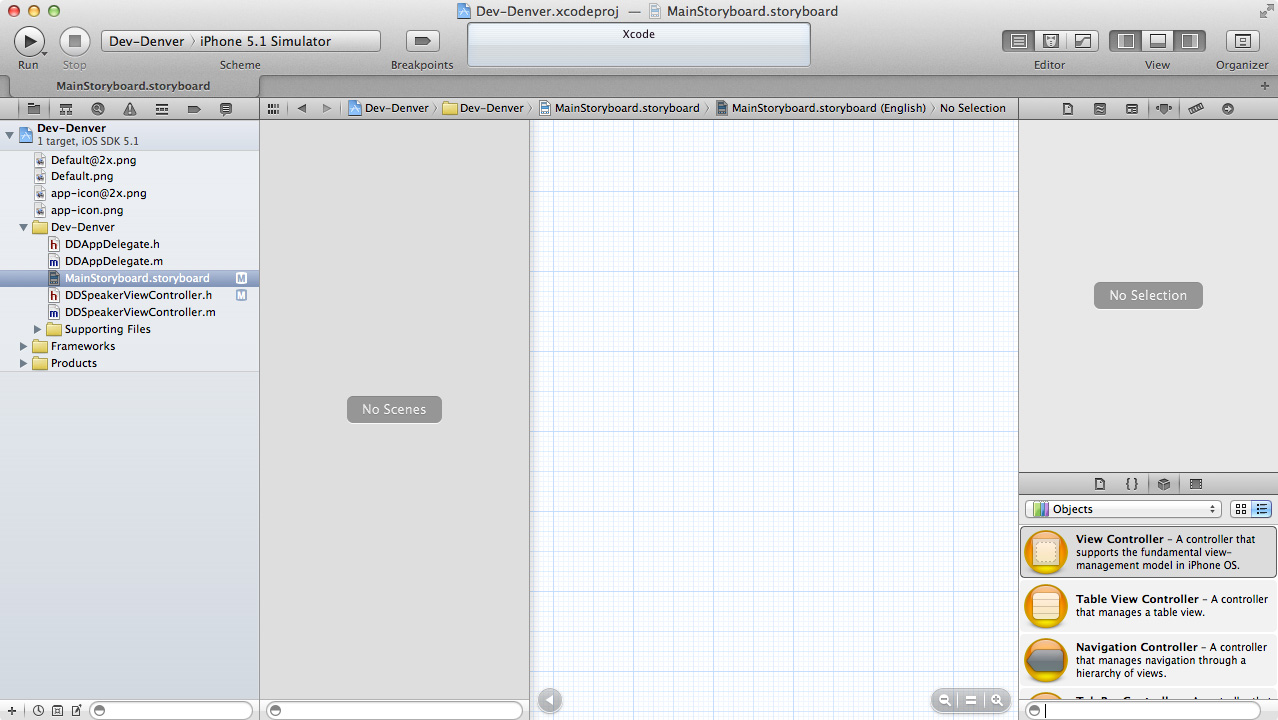 Dev-Denver.xcodeproj — MainStoryboard.storyboard
Dev-Denver iPhone 5.1 Simulator
Xcode
Run Stop Scheme Breakpoints Editor View Organizer
MainStoryboard.storyboard
Dev-Denver Dev-Denver MainStoryboard.storyboard MainStoryboard.storyboard (English) No Selection
Dev-Denver
1 target, iOS SDK 5.1
Default@2x.png
Default.png
app-icon@2x.png
app-icon.png
Dev-Denver
h DDAppDelegate.h
m DDAppDelegate.m
MainStoryboard.storyboard M
h DDSpeakerViewController.h M
m DDSpeakerViewController.m
Supporting Files
Frameworks
Products
No Scenes
No Selection
{ }
Objects
View Controller – A controller that
supports the fundamental view-
management model in iPhone OS.
Table View Controller – A controller
that manages a table view.
Navigation Controller – A controller
that manages navigation through a
hierarchy of views.